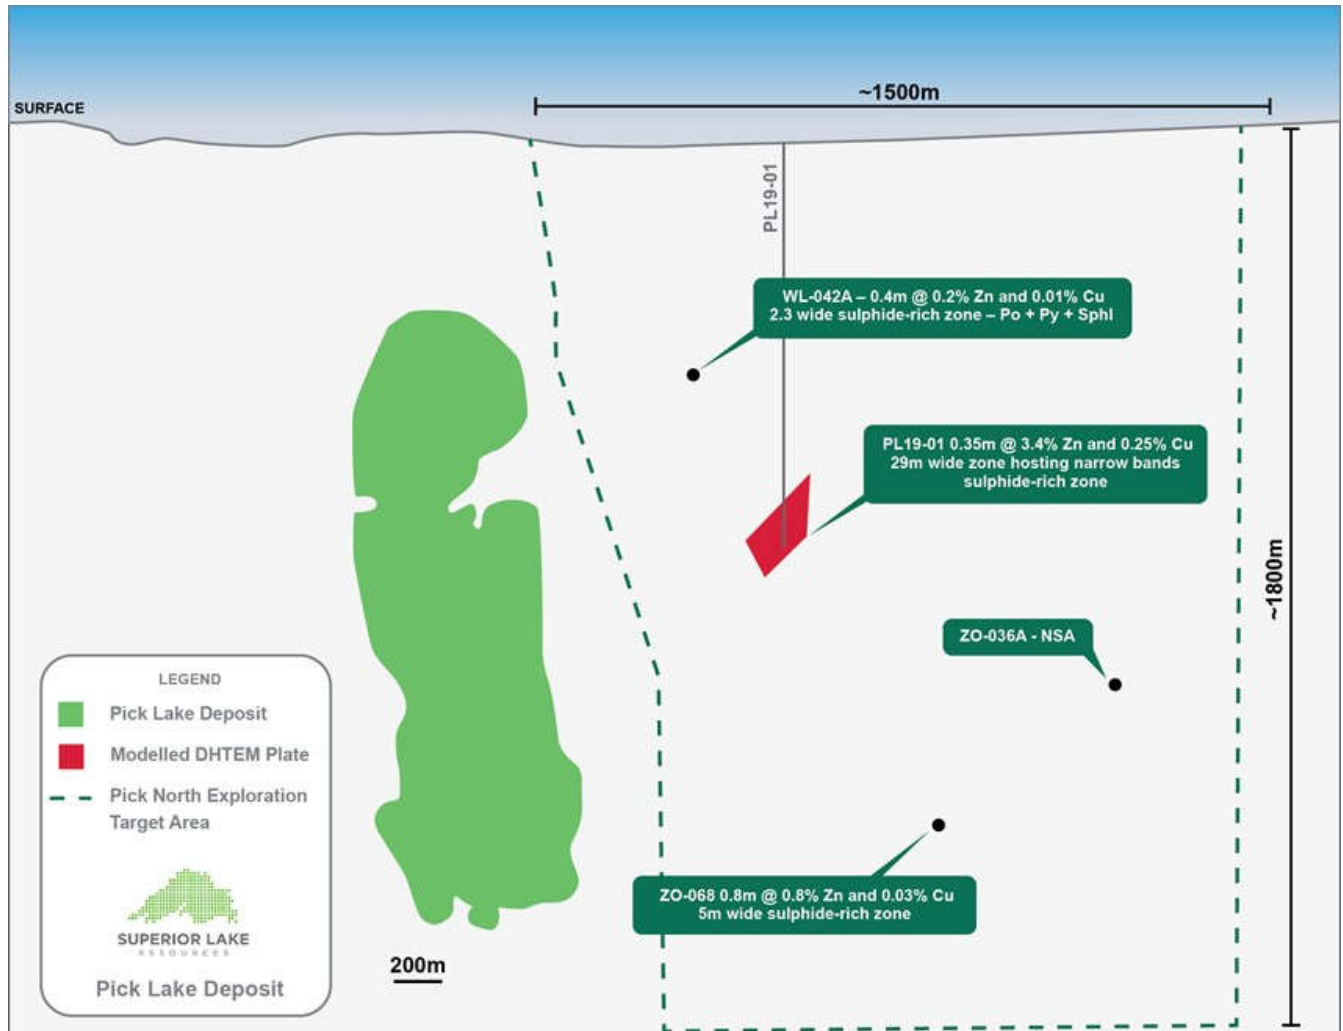 SURFACE
~1500m
PL19-01
WL-042A – 0.4m @ 0.2% Zn and 0.01% Cu
2.3 wide sulphide-rich zone – Po + Py + Sphl
PL19-01 0.35m @ 3.4% Zn and 0.25% Cu
29m wide zone hosting narrow bands
sulphide-rich zone
~1800m
ZO-036A - NSA
ZO-068 0.8m @ 0.8% Zn and 0.03% Cu
5m wide sulphide-rich zone
200m
LEGEND
Pick Lake Deposit
Modelled DHTEM Plate
Pick North Exploration
Target Area
SUPERIOR LAKE
RESOURCES
Pick Lake Deposit